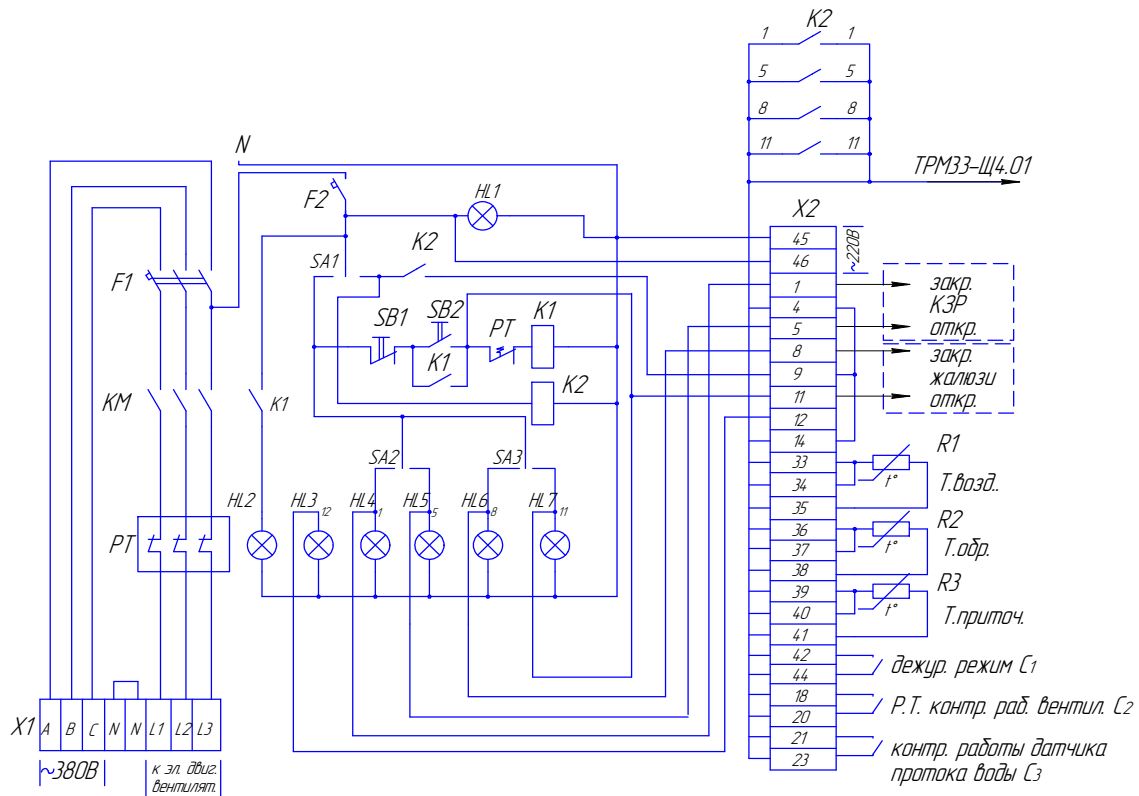 K2
1 1
5 5
8 8
11 11
ТРМ33-Щ4.01
N
F2
HL1
X2
45
~220В
46
1
закр.
4
КЗР
5
откр.
8
закр.
9
жалюзи
11
откр.
12
14
33
R1
34
t°
Т.возд..
35
36
R2
37
t°
Т.обр.
38
39
R3
40
t°
Т.приточ.
41
42
44
дежур. режим С1
18
20
Р.Т. контр. раб. вентил. С2
21
23
контр. работы датчика
протока воды С3
F1
SA1
K2
SB1
SB2
PT
K1
K1
K2
KM
K1
SA2
SA3
HL2
HL3
12
HL4
1
HL5
5
HL6
8
HL7
11
PT
X1
A B C N N L1 L2 L3
~380В
к эл. двиг.
вентилят.